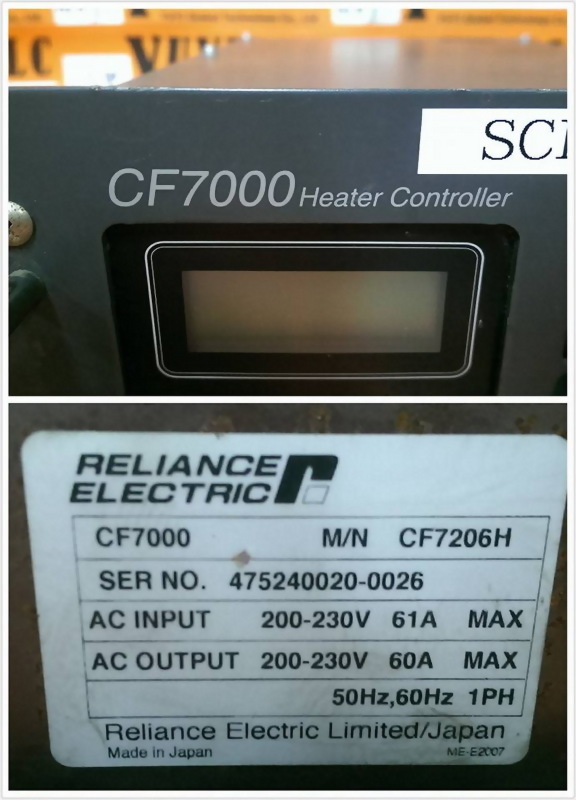 SCI
CF7000 Heater Controller
RELIANCE
ELECTRIC
CF7000 M/N CF7206H
SER NO. 475240020-0026
AC INPUT 200-230V 61A MAX
AC OUTPUT 200-230V 60A MAX
50Hz,60Hz 1PH
Reliance Electric Limited/Japan
Made in Japan ME-E2007